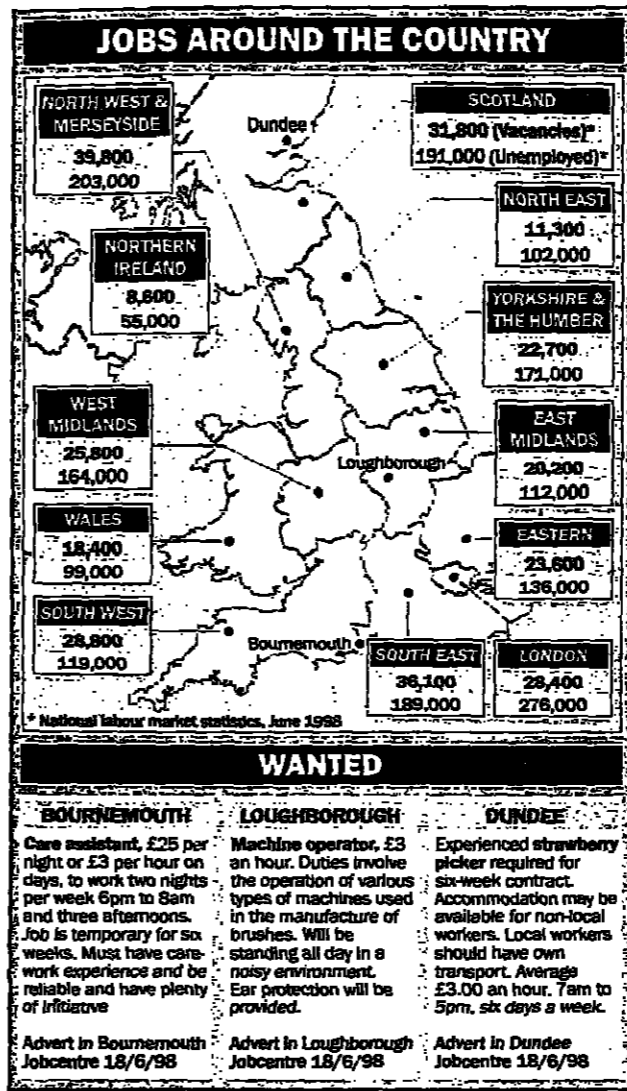 JOBS AROUND THE COUNTRY
NORTH WEST &
MERSEYSIDE
39,800
203,000
Dundee
SCOTLAND
31,800 (Vacancies)*
191,000 (Unemployed)*
NORTH EAST
11,300
102,000
NORTHERN
IRELAND
8,600
55,000
YORKSHIRE &
THE HUMBER
22,700
171,000
WEST
MIDLANDS
25,800
164,000
EAST
MIDLANDS
20,200
112,000
Loughborough
WALES
18,400
99,000
EASTERN
23,600
136,000
SOUTH WEST
28,800
119,000
Bournemouth
SOUTH EAST
36,100
189,000
LONDON
28,400
276,000
* National labour market statistics, June 1998
WANTED
BOURNEMOUTH
Care assistant, £25 per
night or £3 per hour on
days, to work two nights
per week 6pm to 8am
and three afternoons.
Job is temporary for six
weeks. Must have care-
work experience and be
reliable and have plenty
of initiative
Advert in Bournemouth
Jobcentre 18/6/98
LOUGHBOROUGH
Machine operator, £3
an hour. Duties involve
the operation of various
types of machines used
in the manufacture of
brushes. Will be
standing all day in a
noisy environment.
Ear protection will be
provided.
Advert in Loughborough
Jobcentre 18/6/98
DUNDEE
Experienced strawberry
picker required for
six-week contract.
Accommodation may be
available for non-local
workers. Local workers
should have own
transport. Average
£3.00 an hour. 7am to
5pm, six days a week.
Advert in Dundee
Jobcentre 18/6/98